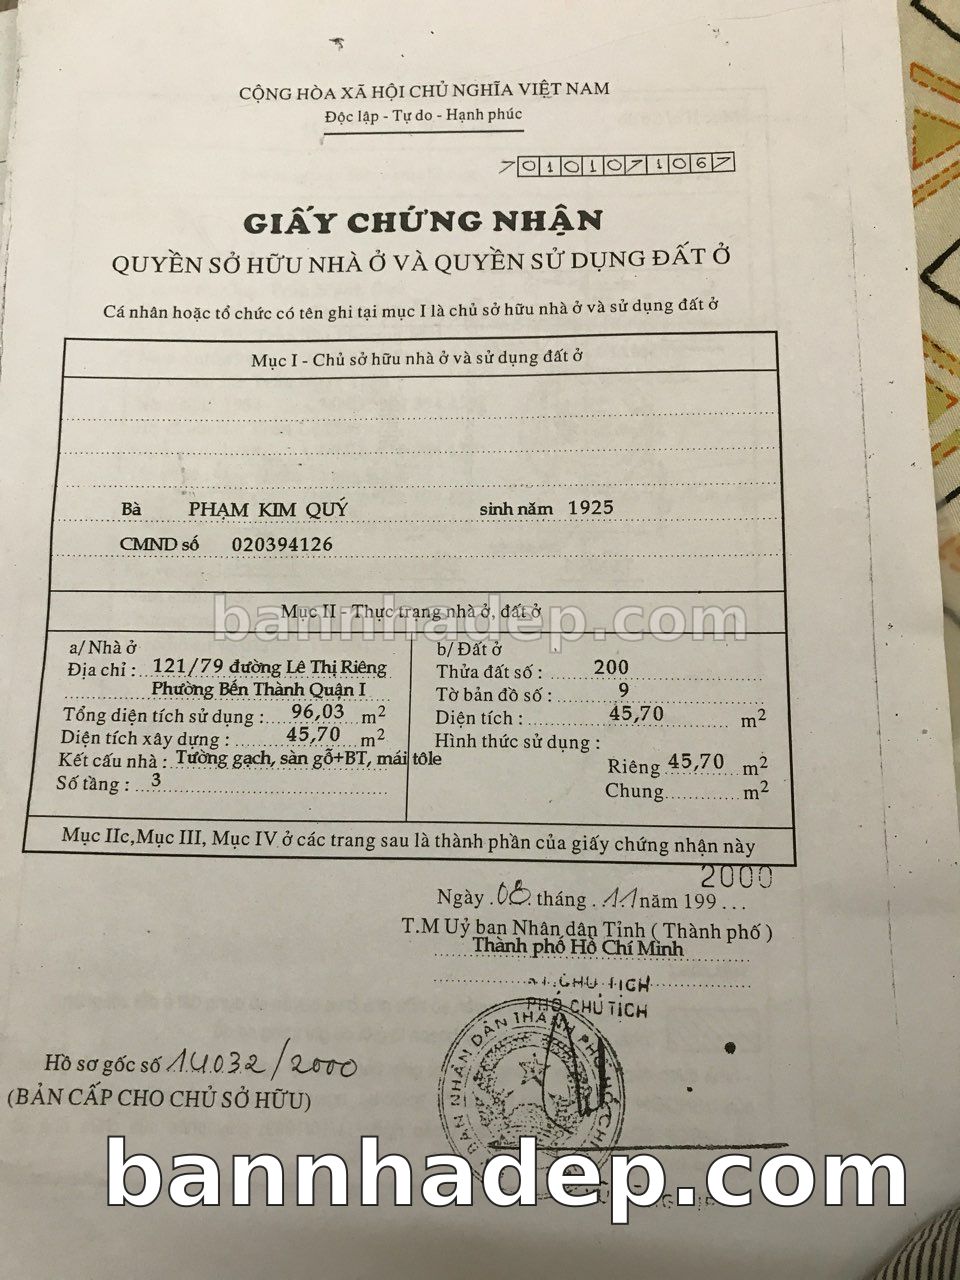 CỘNG HÒA XÃ HỘI CHỦ NGHĨA VIỆT NAM
Độc lập - Tự do - Hạnh phúc
70101071067
GIẤY CHỨNG NHẬN
QUYỀN SỞ HỮU NHÀ Ở VÀ QUYỀN SỬ DỤNG ĐẤT Ở
Cá nhân hoặc tổ chức có tên ghi tại mục I là chủ sở hữu nhà ở và sử dụng đất ở
Mục I - Chủ sở hữu nhà ở và sử dụng đất ở
Bà PHẠM KIM QUÝ sinh năm 1925
CMND số 020394126
Mục II - Thực trạng nhà ở, đất ở
bannhadep.com
a/ Nhà ở
Địa chỉ : 121/79 đường Lê Thị Riêng
Phường Bến Thành Quận I
Tổng diện tích sử dụng : 96,03 m2
Diện tích xây dựng : 45,70 m2
Kết cấu nhà : Tường gạch, sàn gỗ+BT, mái tôle
Số tầng : 3
b/ Đất ở
Thửa đất số : 200
Tờ bản đồ số : 9
Diện tích : 45,70 m2
Hình thức sử dụng :
Riêng 45,70 m2
Chung m2
Mục IIc,Mục III, Mục IV ở các trang sau là thành phần của giấy chứng nhận này
2000
Ngày 08 tháng 11 năm 199 ...
T.M Uỷ ban Nhân dân Tỉnh ( Thành phố )
Thành phố Hồ Chí Minh
CHỦ TỊCH
PHÓ CHỦ TỊCH
BAN NHÂN DÂN THÀNH PHỐ HỒ CHÍ
Hồ sơ gốc số 14032/2000
(BẢN CẤP CHO CHỦ SỞ HỮU)
bannhadep.com